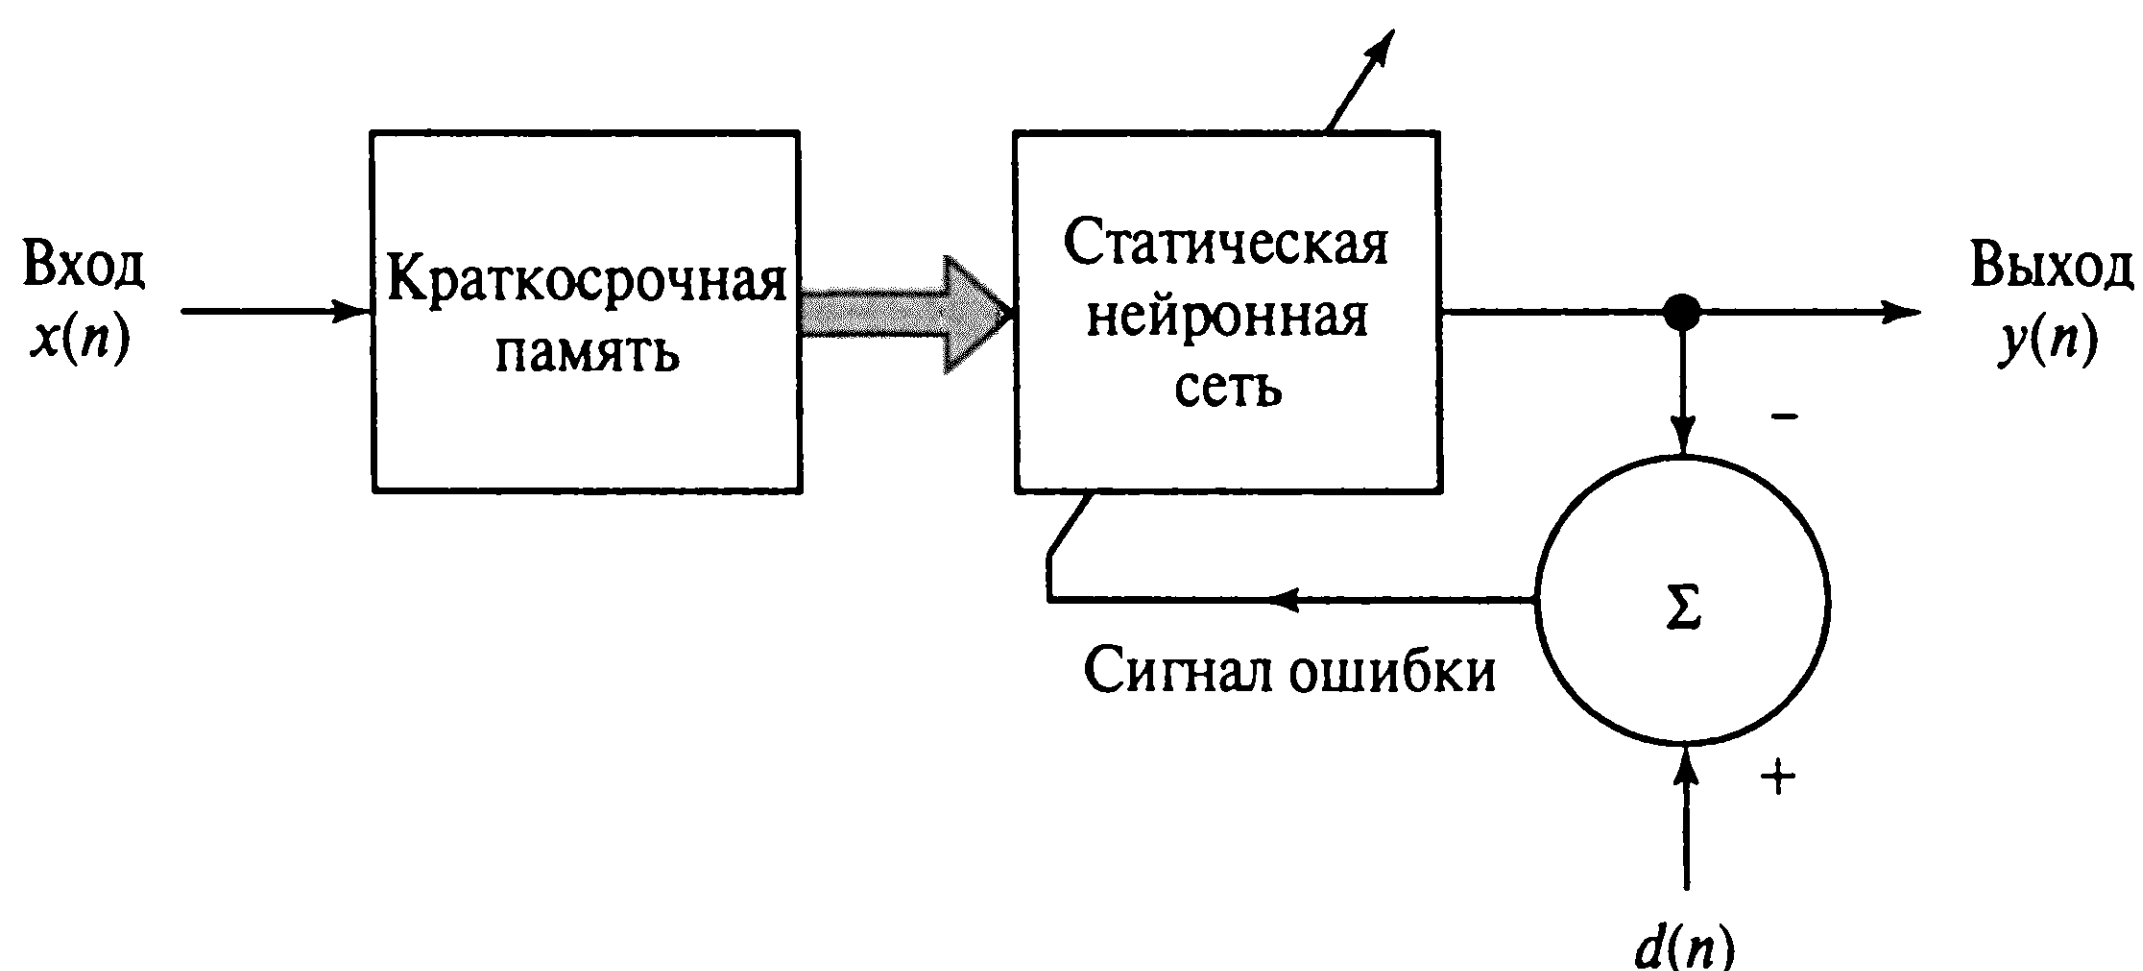 Вход
x(n)
Краткосрочная
память
Статическая
нейронная
сеть
Выход
y(n)
−
Σ
Сигнал ошибки
+
d(n)